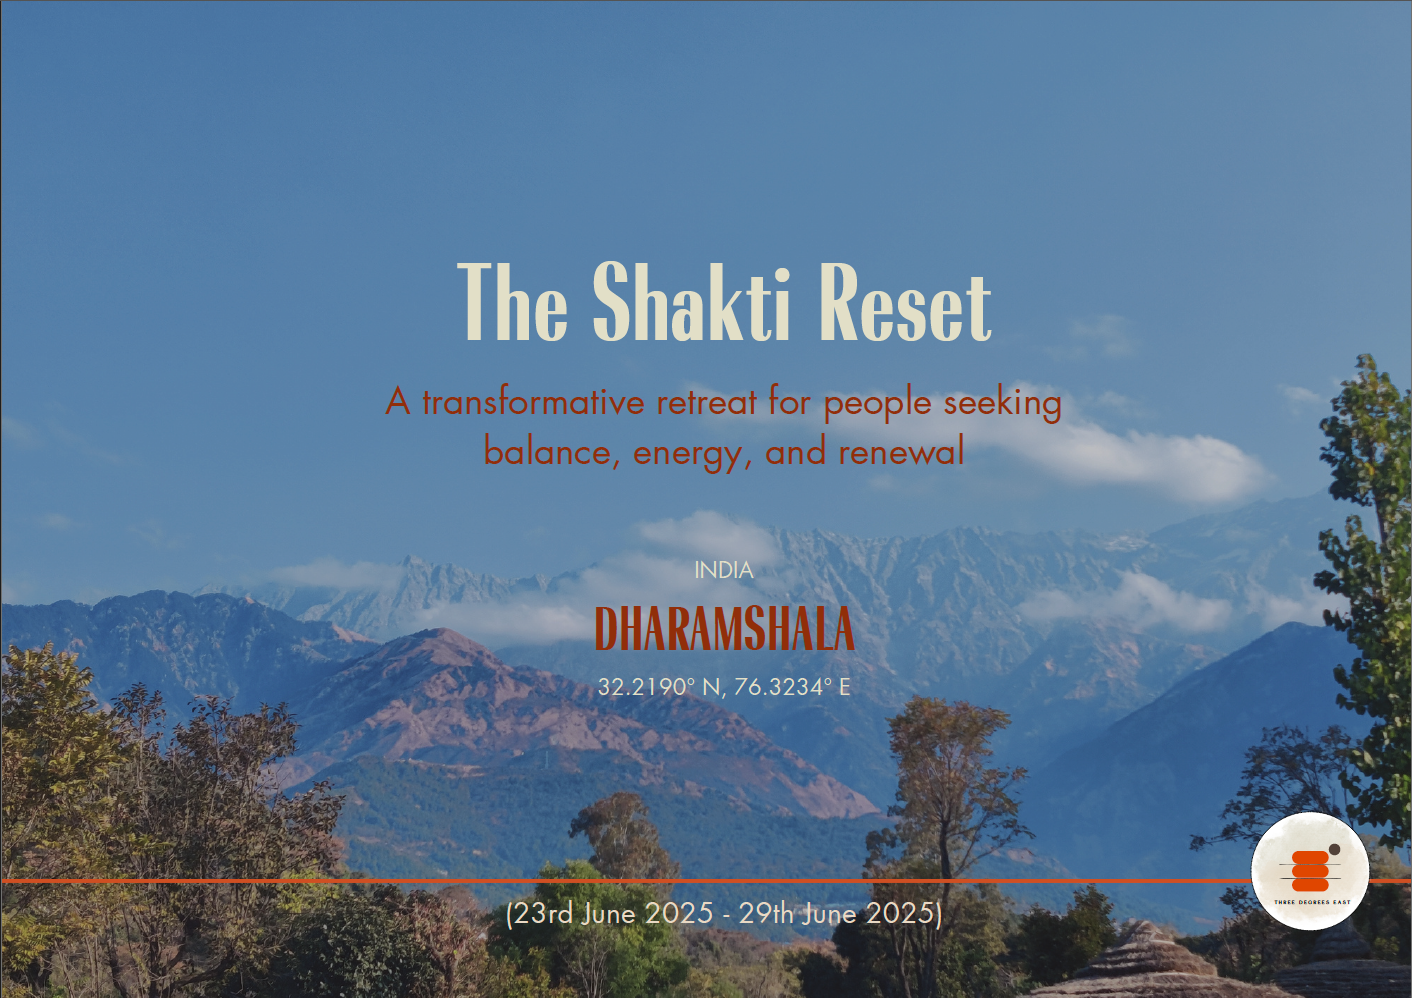 The Shakti Reset
A transformative retreat for people seeking
balance, energy, and renewal
INDIA
DHARAMSHALA
32.2190° N, 76.3234° E
(23rd June 2025 - 29th June 2025)
THREE DEGREES EAST